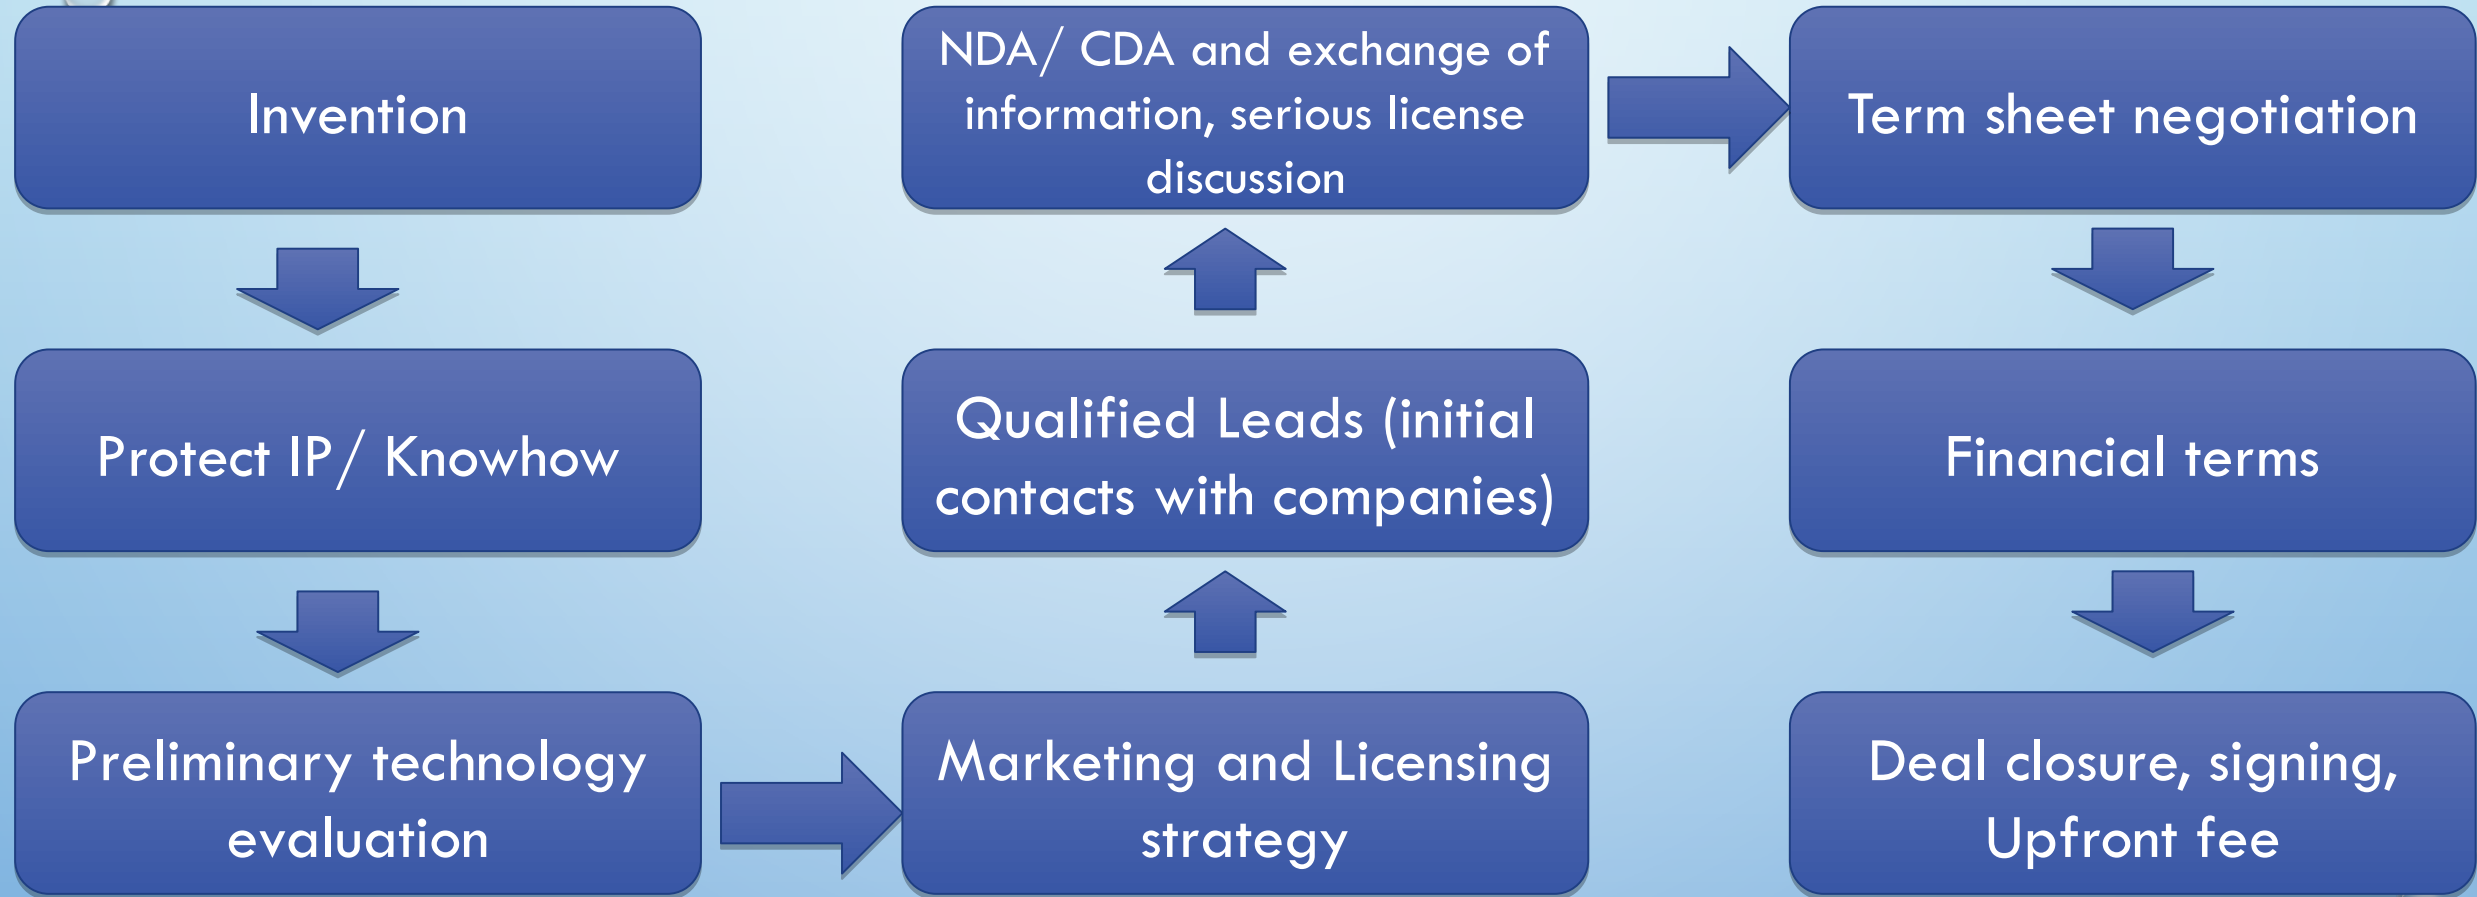 Invention
Protect IP/ Knowhow
Preliminary technology
evaluation
Marketing and Licensing
strategy
Qualified Leads (initial
contacts with companies)
NDA/ CDA and exchange of
information, serious license
discussion
Term sheet negotiation
Financial terms
Deal closure, signing,
Upfront fee